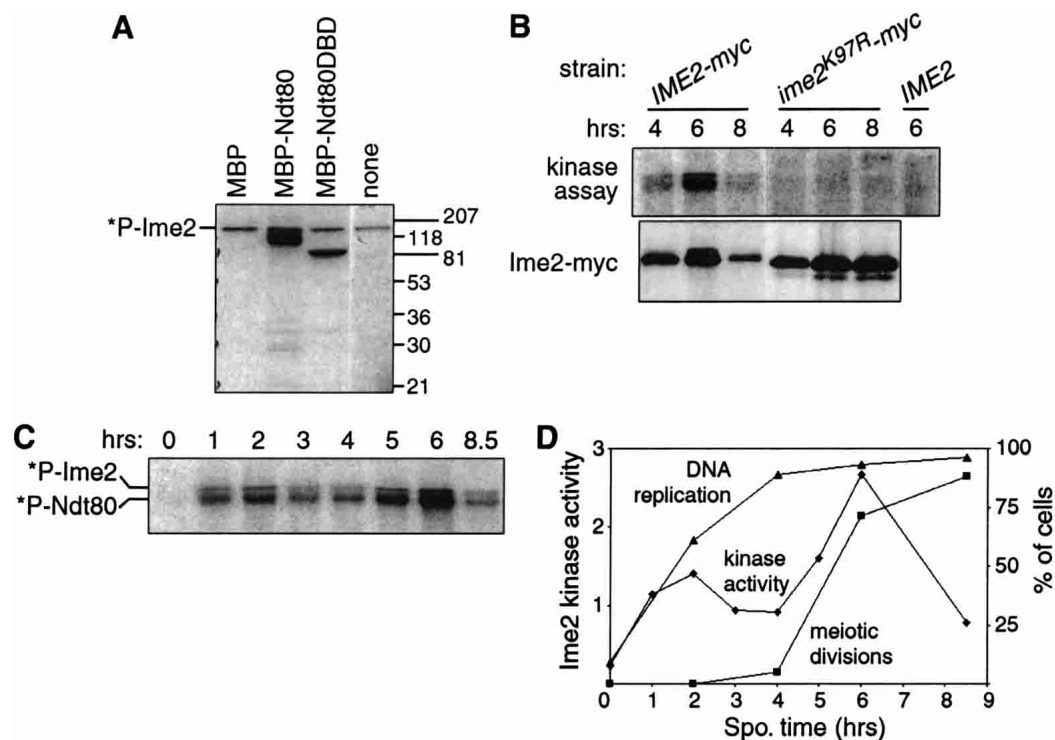 A
MBP
MBP-Ndt80
MBP-Ndt80DBD
none
*P-Ime2
207
118
81
53
36
30
21
B
strain: IME2-myc ime2K97R-myc IME2
hrs: 4 6 8 4 6 8 6
kinase
assay
Ime2-myc
C
hrs: 0 1 2 3 4 5 6 8.5
*P-Ime2
*P-Ndt80
D
Ime2 kinase activity
3
2
1
DNA
replication
kinase
activity
meiotic
divisions
100
75
50
25
% of cells
0 1 2 3 4 5 6 7 8 9
Spo. time (hrs)